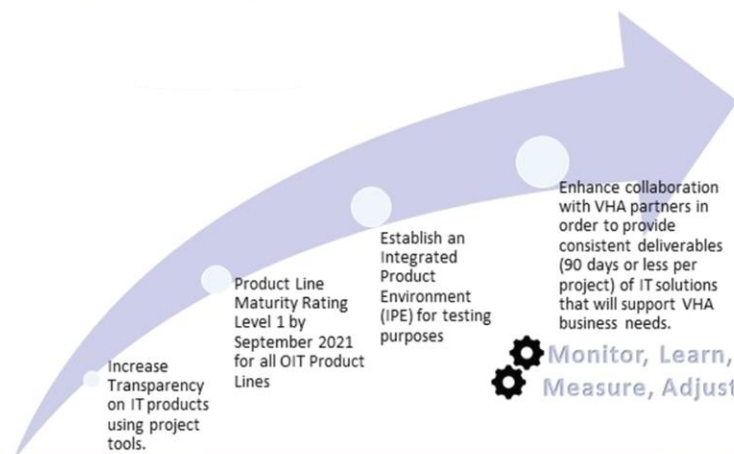 Increase
Transparency
on IT products
using project
tools.
Product Line
Maturity Rating
Level 1 by
September 2021
for all OIT Product
Lines
Establish an
Integrated
Product
Environment
(IPE) for testing
purposes
Enhance collaboration
with VHA partners in
order to provide
consistent deliverables
(90 days or less per
project) of IT solutions
that will support VHA
business needs.
Monitor, Learn,
Measure, Adjust